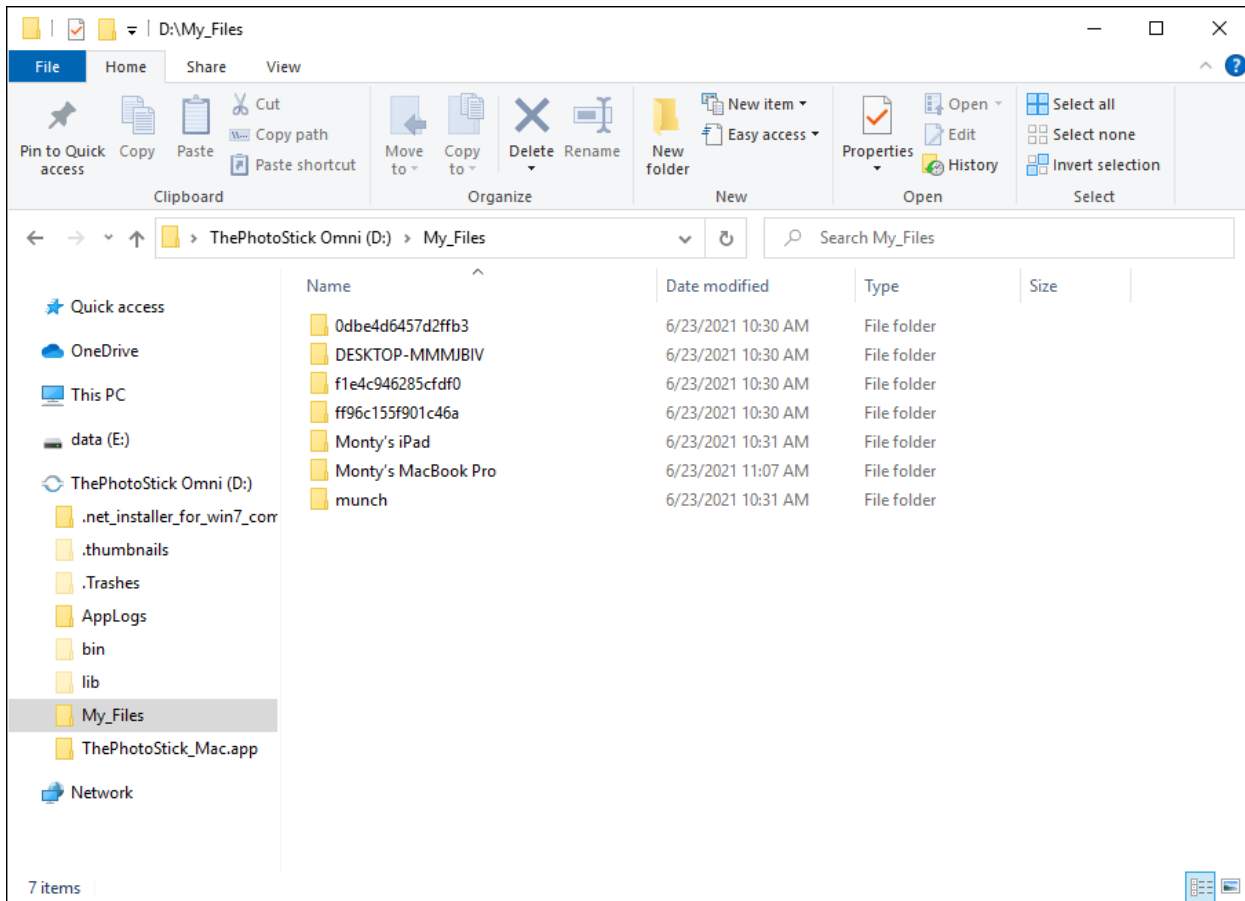 D:\My_Files
File Home Share View
Pin to Quick access
Copy
Paste
Cut
Copy path
Paste shortcut
Clipboard
Move to
Copy to
Delete
Rename
Organize
New folder
New item
Easy access
New
Properties
Open
Edit
History
Open
Select all
Select none
Invert selection
Select
ThePhotoStick Omni (D:) > My_Files
Search My_Files
Quick access
OneDrive
This PC
data (E:)
ThePhotoStick Omni (D:)
.net_installer_for_win7_com
.thumbnails
.Trashes
AppLogs
bin
lib
My_Files
ThePhotoStick_Mac.app
Network
Name Date modified Type Size
0dbe4d6457d2ffb3 6/23/2021 10:30 AM File folder
DESKTOP-MMMJBIV 6/23/2021 10:30 AM File folder
f1e4c946285cfdf0 6/23/2021 10:30 AM File folder
ff96c155f901c46a 6/23/2021 10:30 AM File folder
Monty's iPad 6/23/2021 10:31 AM File folder
Monty's MacBook Pro 6/23/2021 11:07 AM File folder
munch 6/23/2021 10:31 AM File folder
7 items